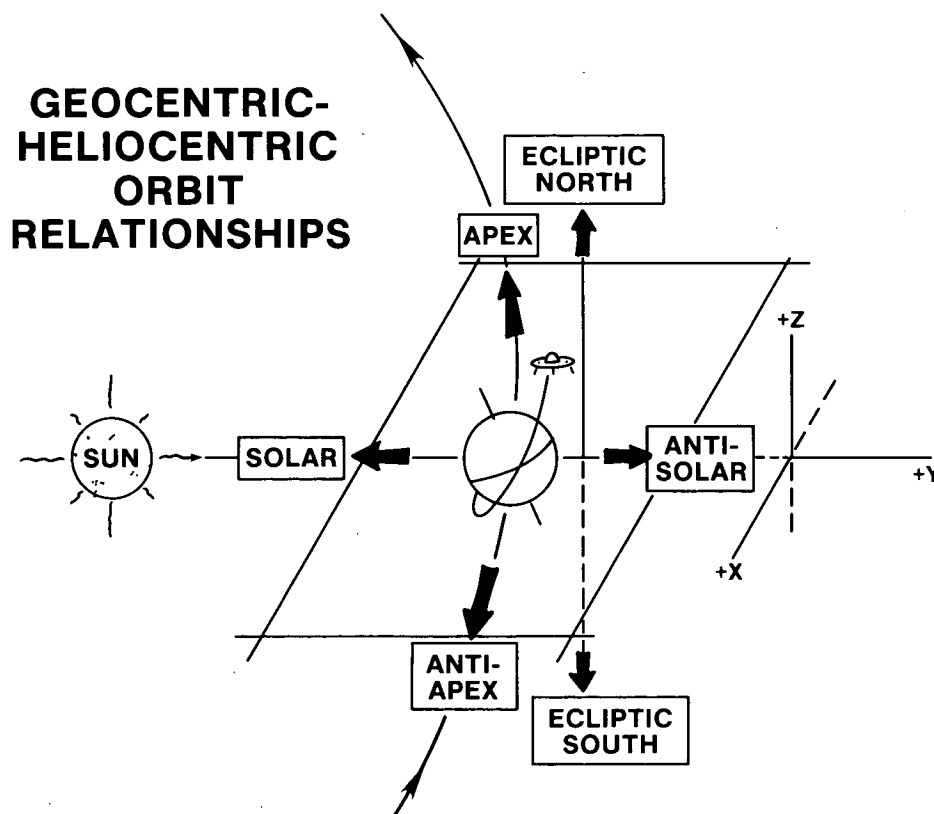 GEOCENTRIC-
HELIOCENTRIC
ORBIT
RELATIONSHIPS
ECLIPTIC
NORTH
APEX
+Z
SUN
SOLAR
ANTI-
SOLAR
+Y
+X
ANTI-
APEX
ECLIPTIC
SOUTH